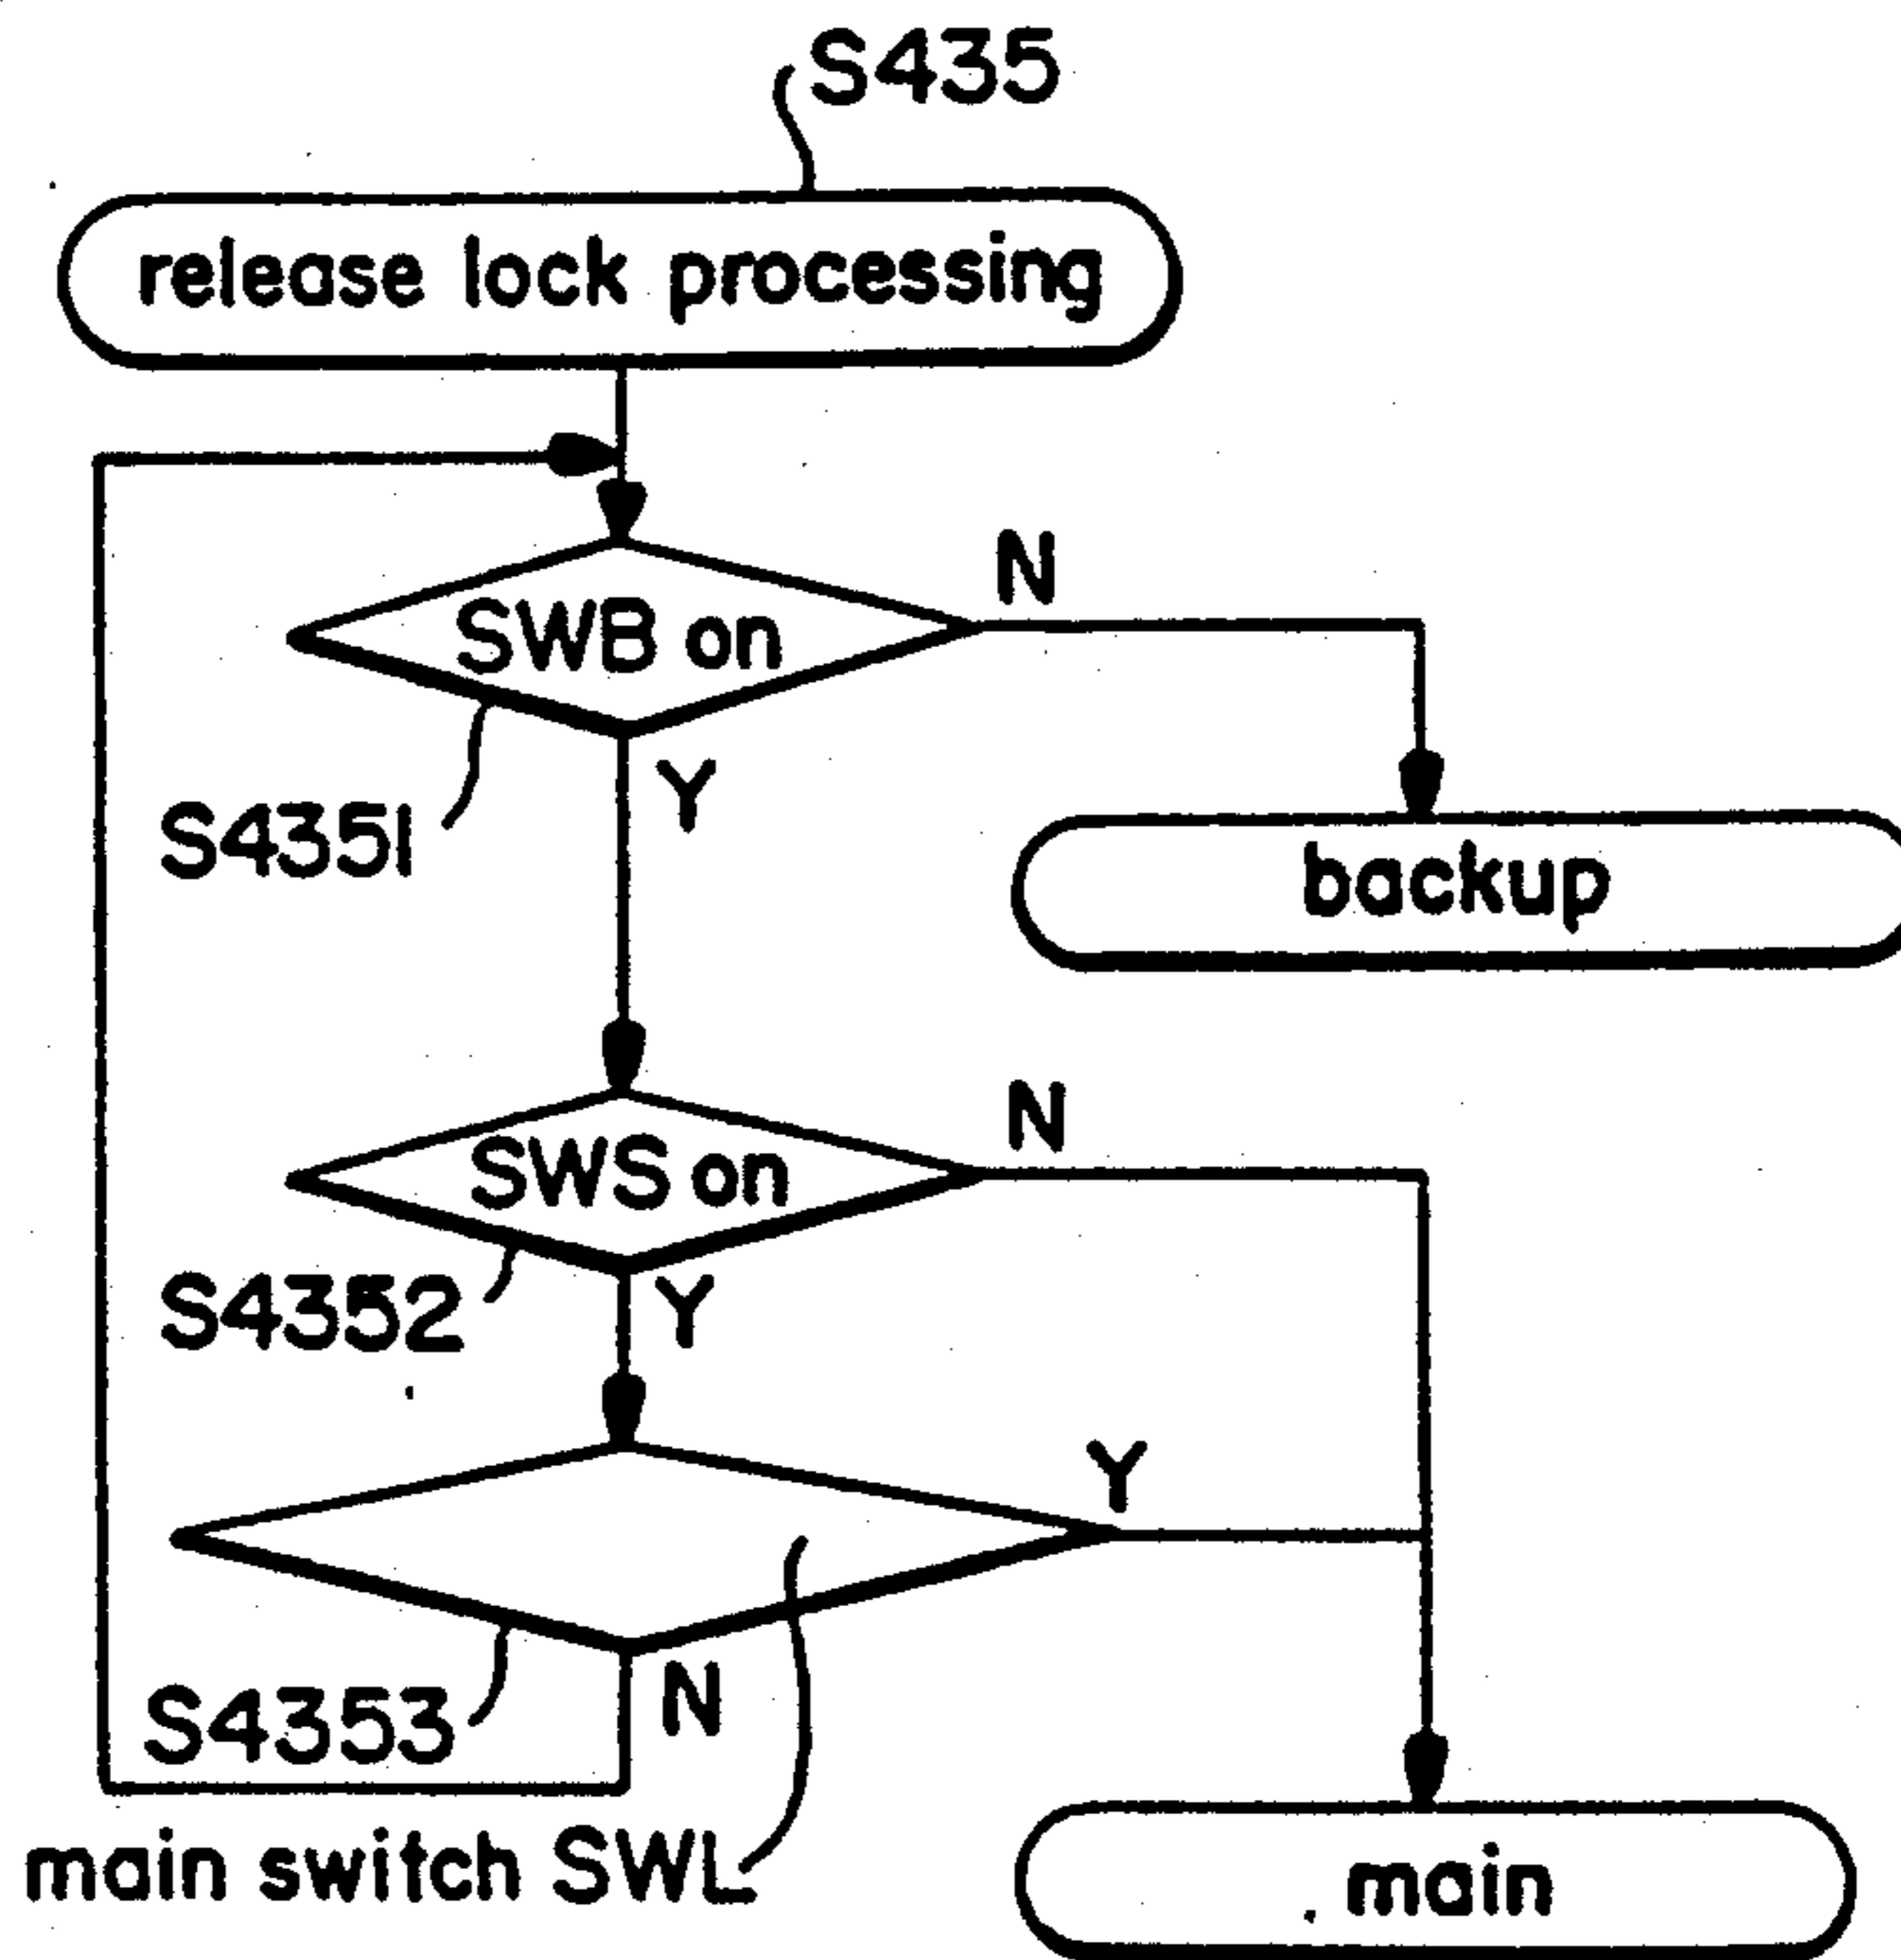 S435
release lock processing
N
SWB on
Y
S4351
backup
N
SWS on
S4352
Y
Y
S4353
N
main switch SWL
main